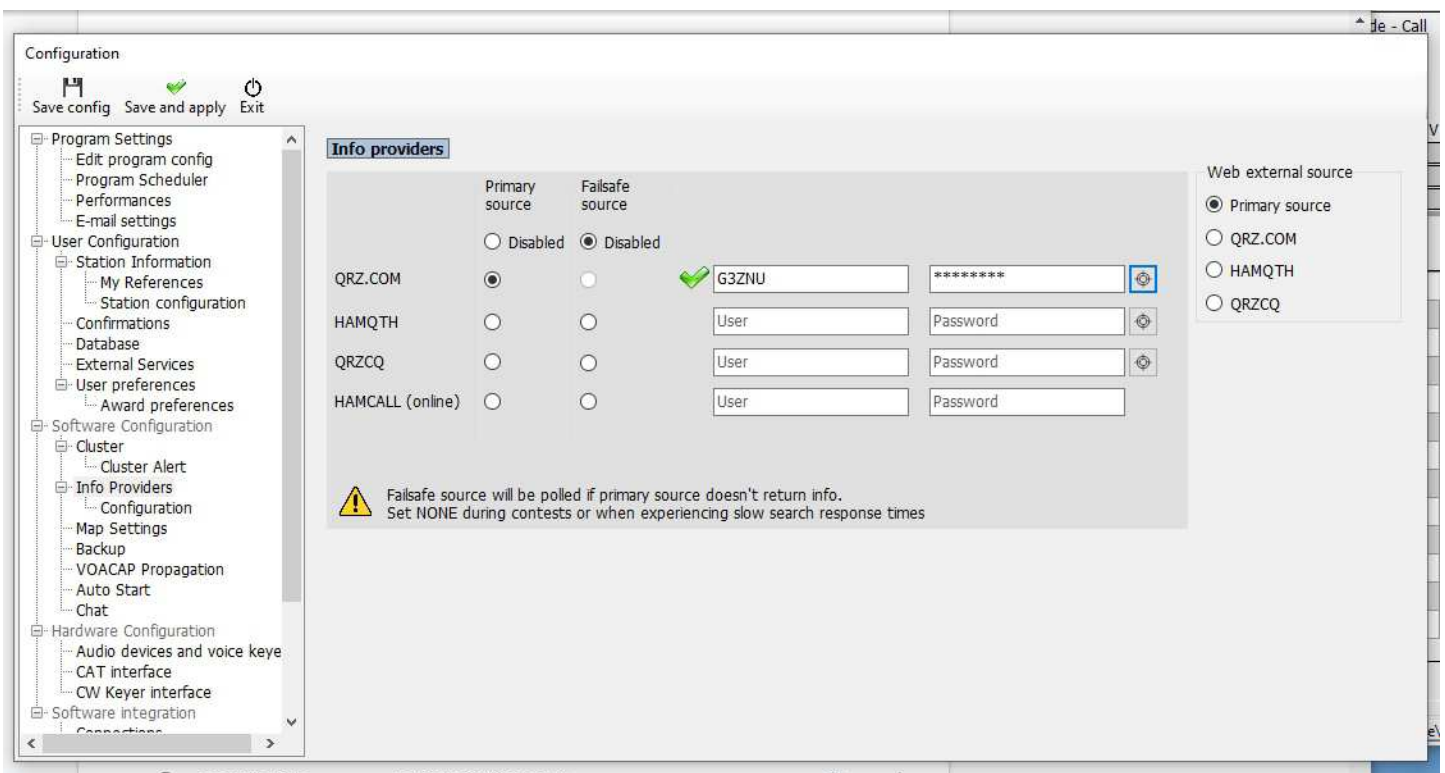 de - Call
Configuration
Save config Save and apply Exit
Program Settings
Edit program config
Program Scheduler
Performances
E-mail settings
User Configuration
Station Information
My References
Station configuration
Confirmations
Database
External Services
User preferences
Award preferences
Software Configuration
Cluster
Cluster Alert
Info Providers
Configuration
Map Settings
Backup
VOACAP Propagation
Auto Start
Chat
Hardware Configuration
Audio devices and voice keye
CAT interface
CW Keyer interface
Software integration
Connections
Info providers
Primary source
Failsafe source
Disabled Disabled
QRZ.COM G3ZNU ********
HAMQTH User Password
QRZCQ User Password
HAMCALL (online) User Password
Failsafe source will be polled if primary source doesn't return info.
Set NONE during contests or when experiencing slow search response times
Web external source
Primary source
QRZ.COM
HAMQTH
QRZCQ
V